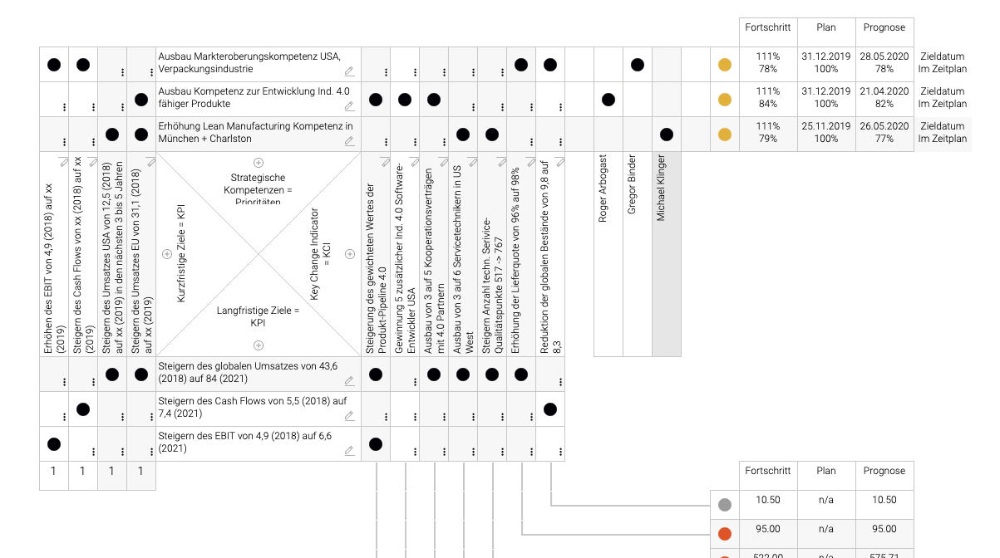 Fortschritt Plan Prognose
Ausbau Markteroberungskompetenz USA,
Verpackungsindustrie
111% 31.12.2019 28.05.2020 Zieldatum
78% 100% 78% Im Zeitplan
Ausbau Kompetenz zur Entwicklung Ind. 4.0
fähiger Produkte
111% 31.12.2019 21.04.2020 Zieldatum
84% 100% 82% Im Zeitplan
Erhöhung Lean Manufacturing Kompetenz in
München + Charlston
111% 25.11.2019 26.05.2020 Zieldatum
79% 100% 77% Im Zeitplan
Erhöhen des EBIT von 4,9 (2018) auf xx
(2019)
Steigern des Cash Flows von xx (2018) auf xx
(2019)
Steigern des Umsatzes USA von 12,5 (2018)
auf xx (2019) in den nächsten 3 bis 5 Jahren
Steigern des Umsatzes EU von 31,1 (2018)
auf xx (2019)
Strategische
Kompetenzen =
Prioritäten
Kurzfristige Ziele = KPI
Key Change Indicator
= KCI
Langfristige Ziele =
KPI
Steigerung des gewichteten Wertes der
Produkt-Pipeline 4.0
Gewinnung 5 zusätzlicher Ind. 4.0 Software-
Entwickler USA
Ausbau von 3 auf 5 Kooperationsverträgen
mit 4.0 Partnern
Ausbau von 3 auf 6 Servicetechnikern in US
West
Steigern Anzahl techn. Serivice-
Qualitätspunkte 517 -> 767
Erhöhung der Lieferquote von 96% auf 98%
Reduktion der globalen Bestände von 9,8 auf
8,3
Roger Arbogast
Gregor Binder
Michael Klinger
Steigern des globalen Umsatzes von 43,6
(2018) auf 84 (2021)
Steigern des Cash Flows von 5,5 (2018) auf
7,4 (2021)
Steigern des EBIT von 4,9 (2018) auf 6,6
(2021)
1 1 1 1
Fortschritt Plan Prognose
10.50 n/a 10.50
95.00 n/a 95.00
522.00 n/a 575.71